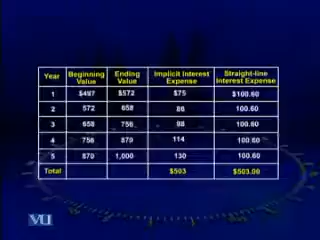 Year Beginning Value Ending Value Implicit Interest Expense Straight-line Interest Expense
1 $497 $572 $75 $100.60
2 572 658 86 $100.60
3 658 756 98 $100.60
4 756 870 114 100.60
5 870 1,000 130 100.60
Total $503 $503.00
VU